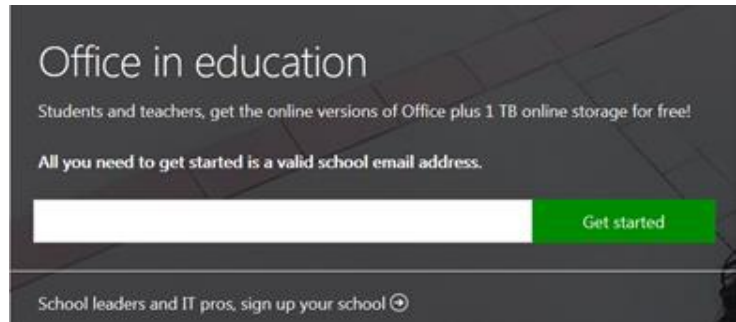 Office in education
Students and teachers, get the online versions of Office plus 1 TB online storage for free!
All you need to get started is a valid school email address.
Get started
School leaders and IT pros, sign up your school